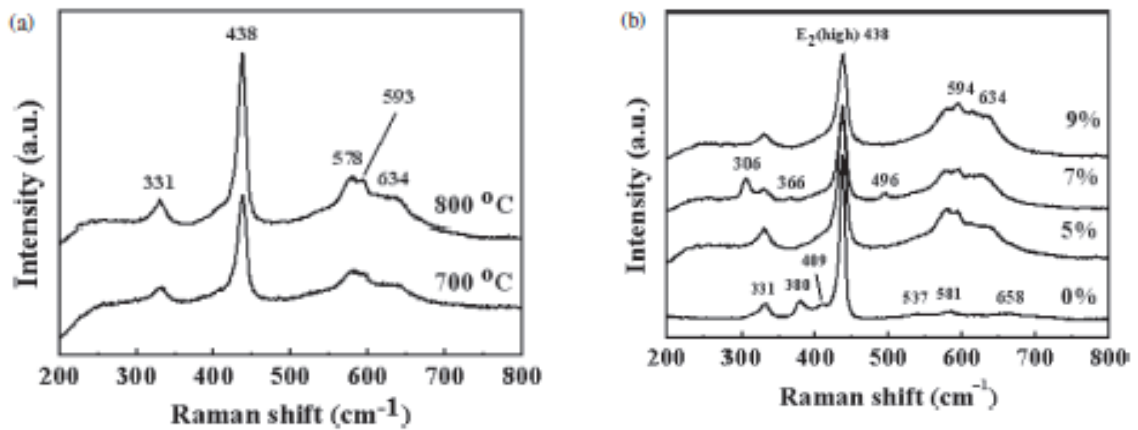 (a)
438
593
578
634
331
800 °C
700 °C
Intensity (a.u.)
200 300 400 500 600 700 800
Raman shift (cm-1)
(b)
E2(high) 438
594
634
9%
306
366
496
7%
5%
409
331
380
537
581
658
0%
Intensity (a.u.)
200 300 400 500 600 700 800
Raman shift (cm-1)